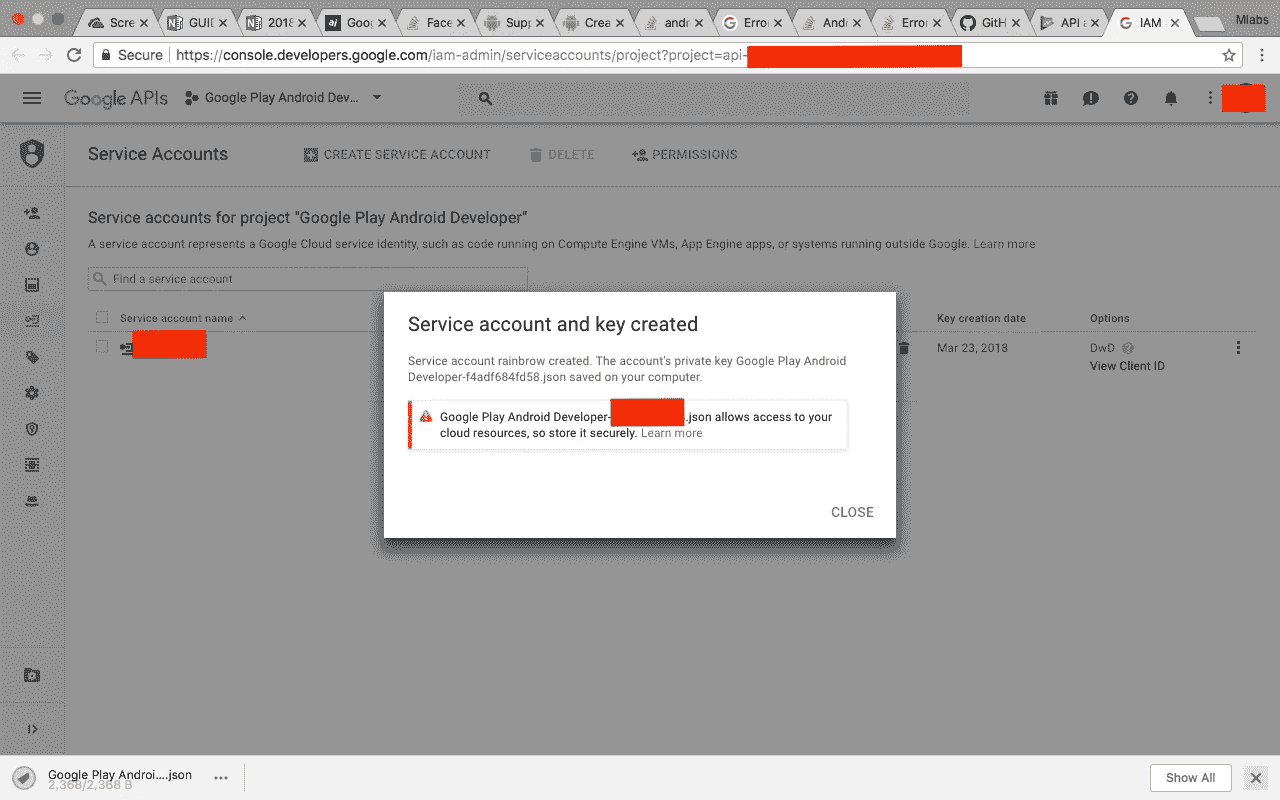 Scre
GUID
2018
Goog
Face
Supp
Crea
andr
Erro
Andr
Erro
GitH
API a
IAM
Mlabs
Secure
https://console.developers.google.com/iam-admin/serviceaccounts/project?project=api-
Google APIs
Google Play Android Dev...
Service Accounts
CREATE SERVICE ACCOUNT
DELETE
PERMISSIONS
Service accounts for project "Google Play Android Developer"
A service account represents a Google Cloud service identity, such as code running on Compute Engine VMs, App Engine apps, or systems running outside Google. Learn more
Find a service account
Service account name
Key creation date
Options
Mar 23, 2018
DwD
View Client ID
Service account and key created
Service account rainbow created. The account's private key Google Play Android
Developer-f4adf684fd58.json saved on your computer.
Google Play Android Developer-
.json allows access to your
cloud resources, so store it securely. Learn more
CLOSE
Google Play Androi....json
2,368/2,368 B
Show All